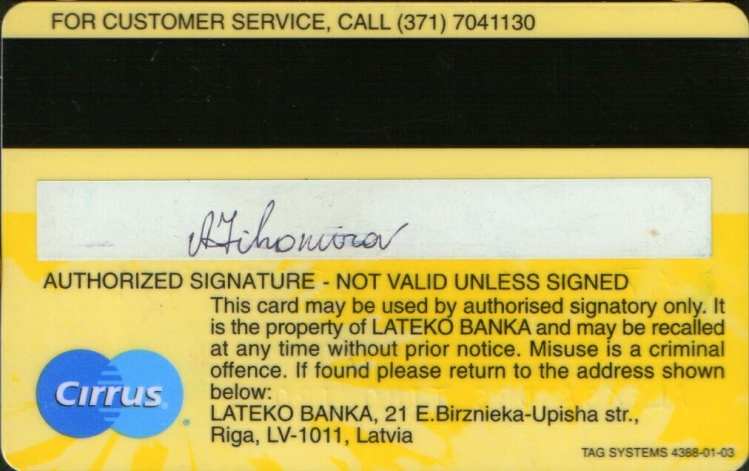 FOR CUSTOMER SERVICE, CALL (371) 7041130
ATihomirova
AUTHORIZED SIGNATURE - NOT VALID UNLESS SIGNED
This card may be used by authorised signatory only. It
is the property of LATEKO BANKA and may be recalled
at any time without prior notice. Misuse is a criminal
offence. If found please return to the address shown
below:
LATEKO BANKA, 21 E.Birznieka-Upisha str.,
Riga, LV-1011, Latvia
Cirrus
TAG SYSTEMS 4388-01-03